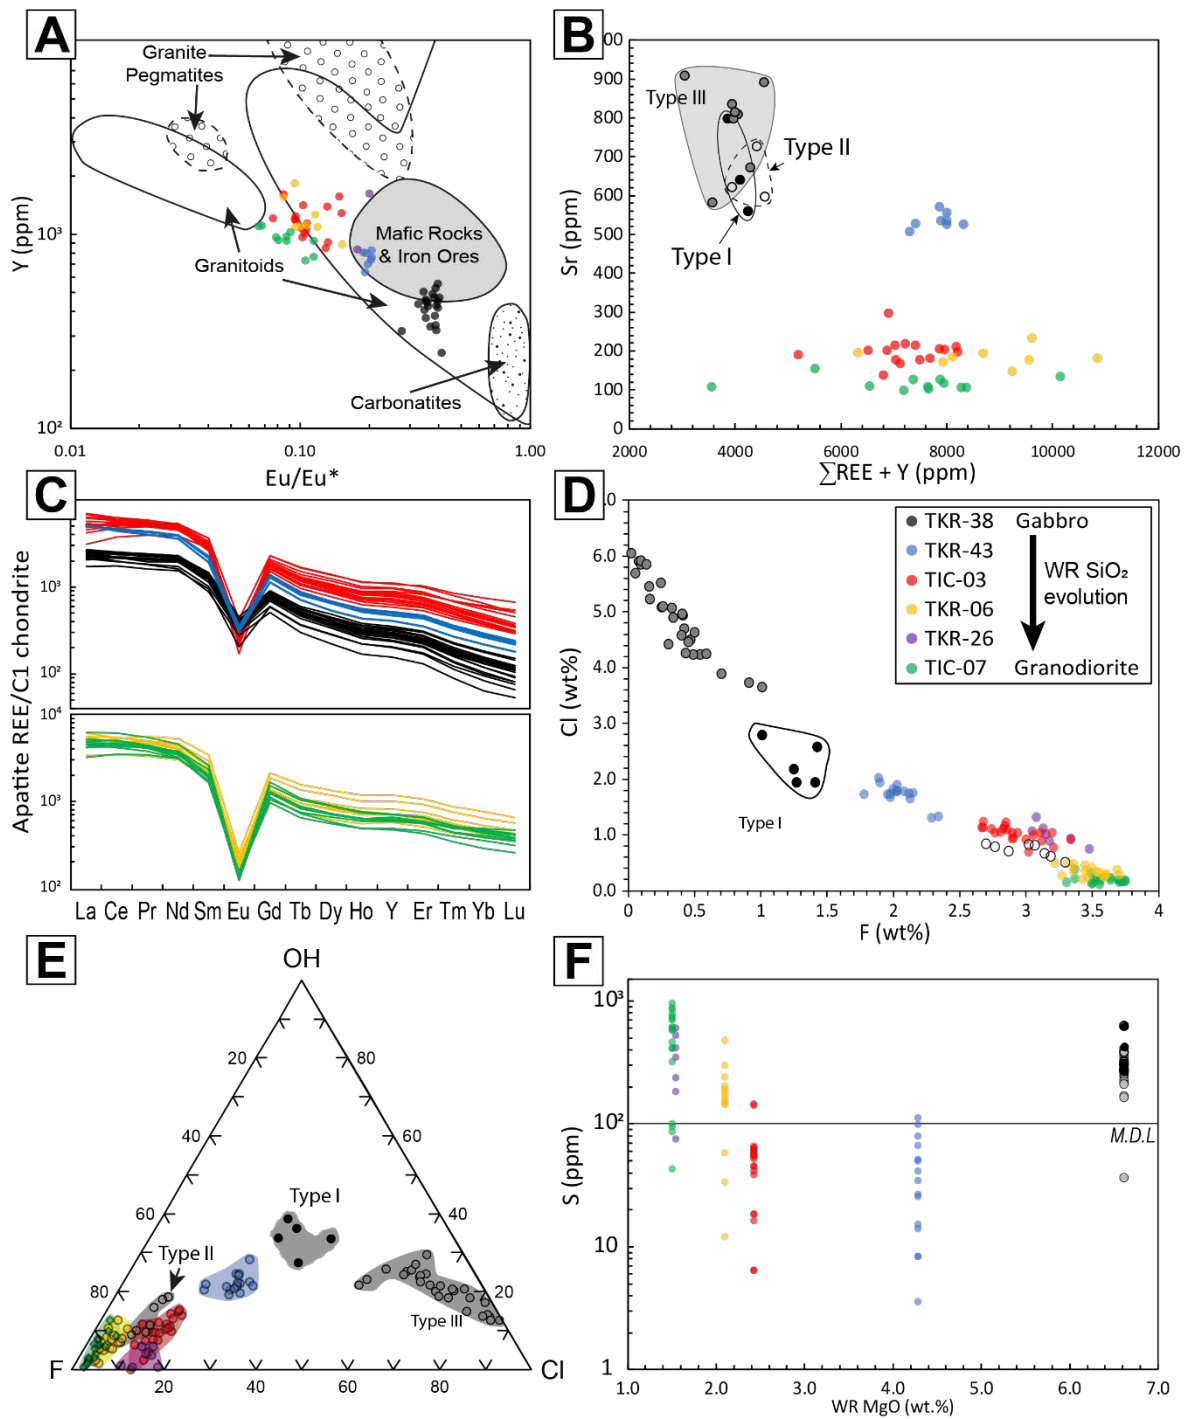 A
Granite
Pegmatites
Mafic Rocks
& Iron Ores
Granitoids
Carbonatites
10³
10²
Y (ppm)
0.01
0.10
1.00
Eu/Eu*
B
00
900
800
700
600
500
400
300
200
100
0
Sr (ppm)
Type III
Type II
Type I
2000
4000
6000
8000
10000
12000
∑REE + Y (ppm)
C
10³
10²
10⁴
10³
10²
Apatite REE/C1 chondrite
La Ce Pr Nd Sm Eu Gd Tb Dy Ho Y Er Tm Yb Lu
D
.0
6.0
5.0
4.0
3.0
2.0
1.0
0.0
Cl (wt%)
TKR-38 Gabbro
TKR-43
TIC-03
TKR-06
TKR-26
TIC-07 Granodiorite
WR SiO₂
evolution
Type I
0
0.5
1
1.5
2
2.5
3
3.5
4
F (wt%)
E
OH
20
80
40
60
60
40
80
20
Type I
Type II
Type III
F
Cl
20
40
60
80
F
10³
10²
10
1
S (ppm)
M.D.L
1.0
2.0
3.0
4.0
5.0
6.0
7.0
WR MgO (wt.%)